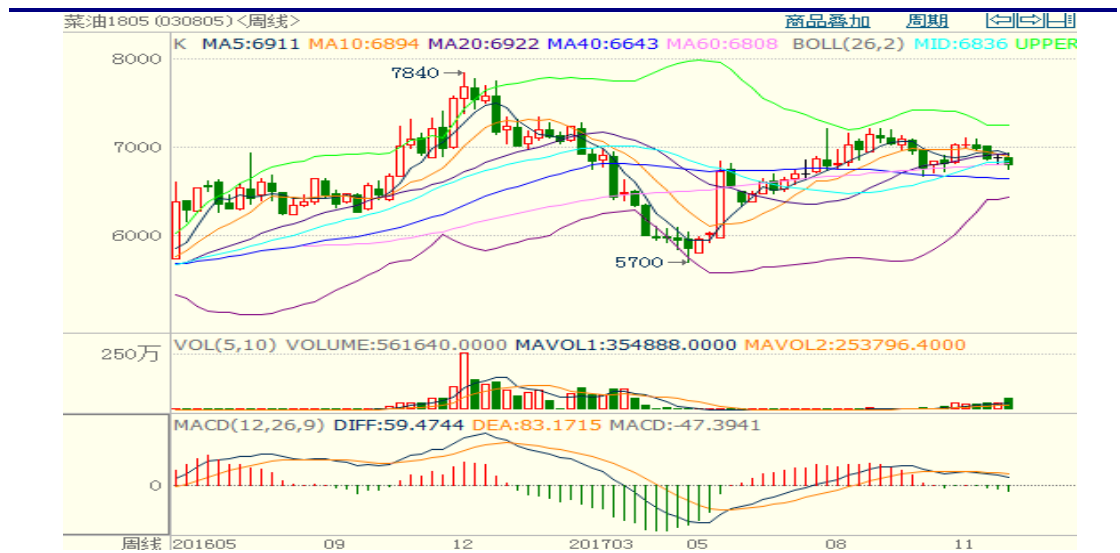 菜油1805 (030805) <周线> 商品叠加 周期
K MA5:6911 MA10:6894 MA20:6922 MA40:6643 MA60:6808 BOLL(26,2) MID:6836 UPPER
8000
7840
7000
6000
5700
VOL(5,10) VOLUME:561640.0000 MAVOL1:354888.0000 MAVOL2:253796.4000
250万
MACD(12,26,9) DIFF:59.4744 DEA:83.1715 MACD:-47.3941
0
周线 201605 09 12 201703 05 08 11